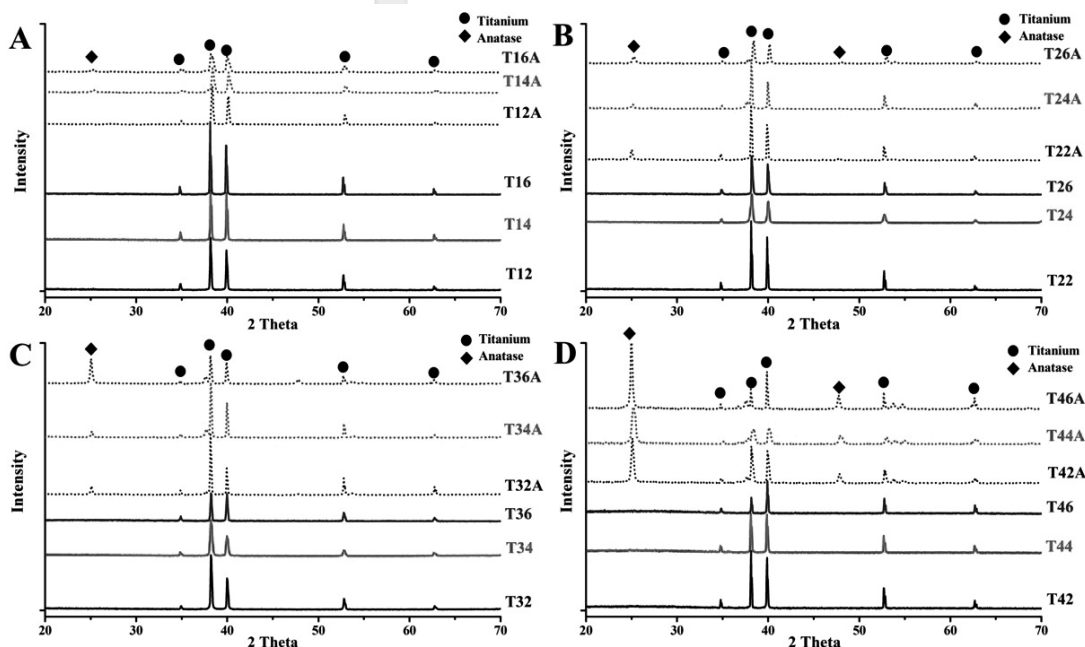 A
Titanium
Anatase
T16A
T14A
T12A
T16
T14
T12
Intensity
20 30 40 50 60 70
2 Theta
B
Titanium
Anatase
T26A
T24A
T22A
T26
T24
T22
Intensity
20 30 40 50 60 70
2 Theta
C
Titanium
Anatase
T36A
T34A
T32A
T36
T34
T32
Intensity
20 30 40 50 60 70
2 Theta
D
Titanium
Anatase
T46A
T44A
T42A
T46
T44
T42
Intensity
20 30 40 50 60 70
2 Theta